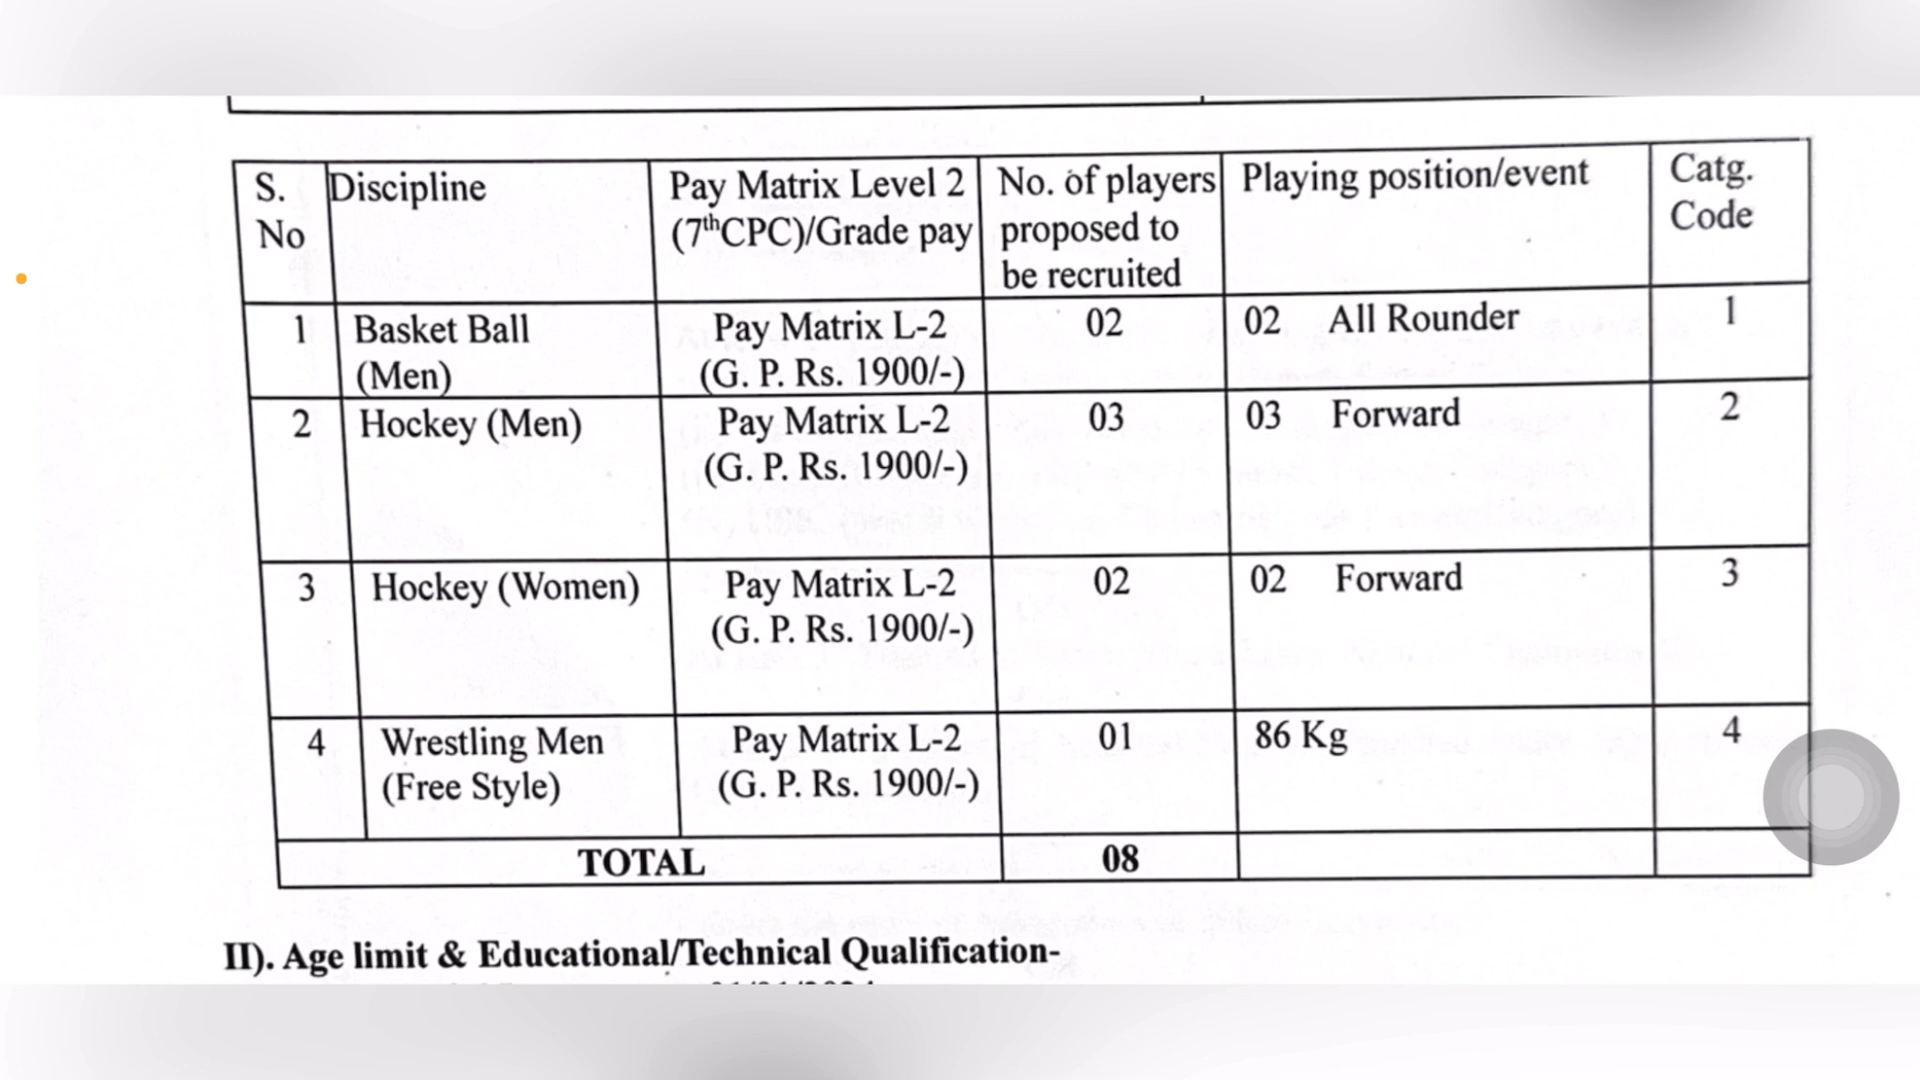 S. No | Discipline | Pay Matrix Level 2 (7thCPC)/Grade pay | No. of players proposed to be recruited | Playing position/event | Catg. Code
1 | Basket Ball (Men) | Pay Matrix L-2 (G. P. Rs. 1900/-) | 02 | 02 All Rounder | 1
2 | Hockey (Men) | Pay Matrix L-2 (G. P. Rs. 1900/-) | 03 | 03 Forward | 2
3 | Hockey (Women) | Pay Matrix L-2 (G. P. Rs. 1900/-) | 02 | 02 Forward | 3
4 | Wrestling Men (Free Style) | Pay Matrix L-2 (G. P. Rs. 1900/-) | 01 | 86 Kg | 4
TOTAL | 08
II). Age limit & Educational/Technical Qualification-